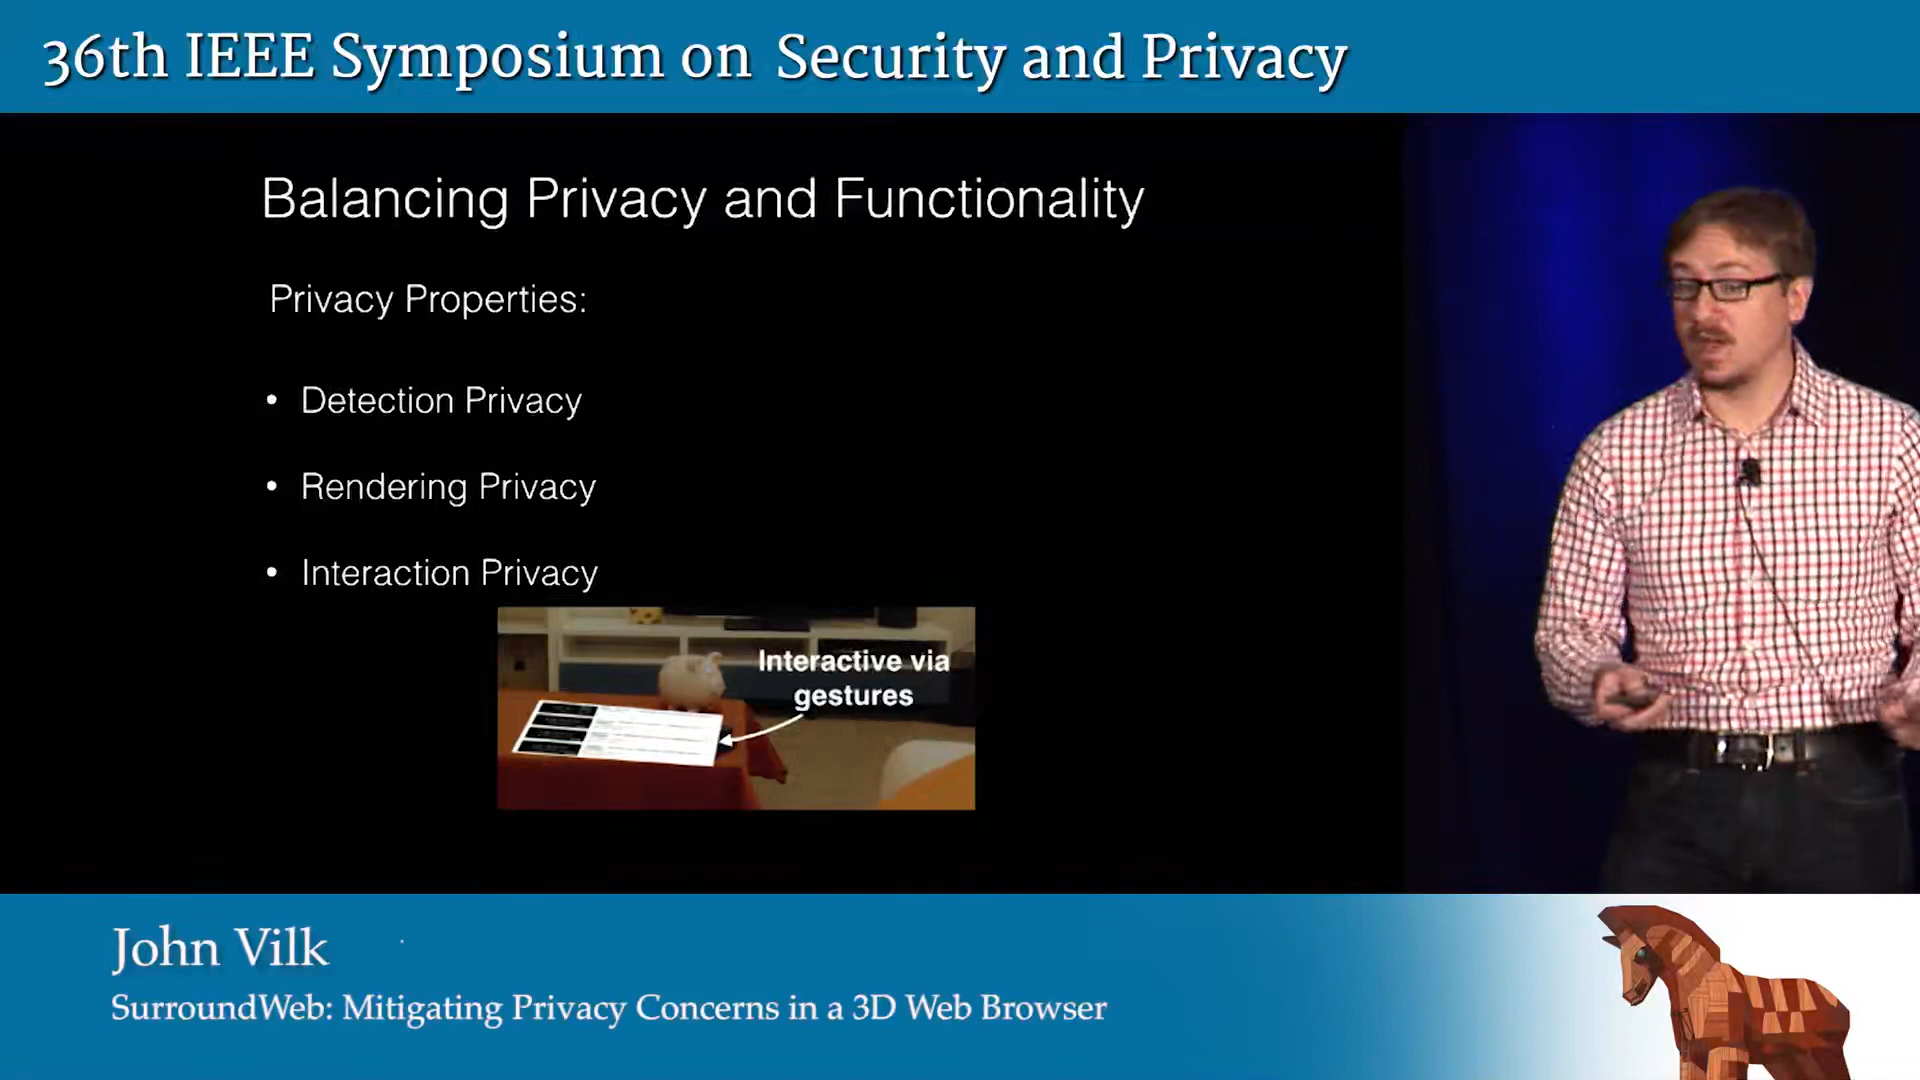 36th IEEE Symposium on Security and Privacy
Balancing Privacy and Functionality
Privacy Properties:
• Detection Privacy
• Rendering Privacy
• Interaction Privacy
Interactive via
gestures
John Vilk
SurroundWeb: Mitigating Privacy Concerns in a 3D Web Browser